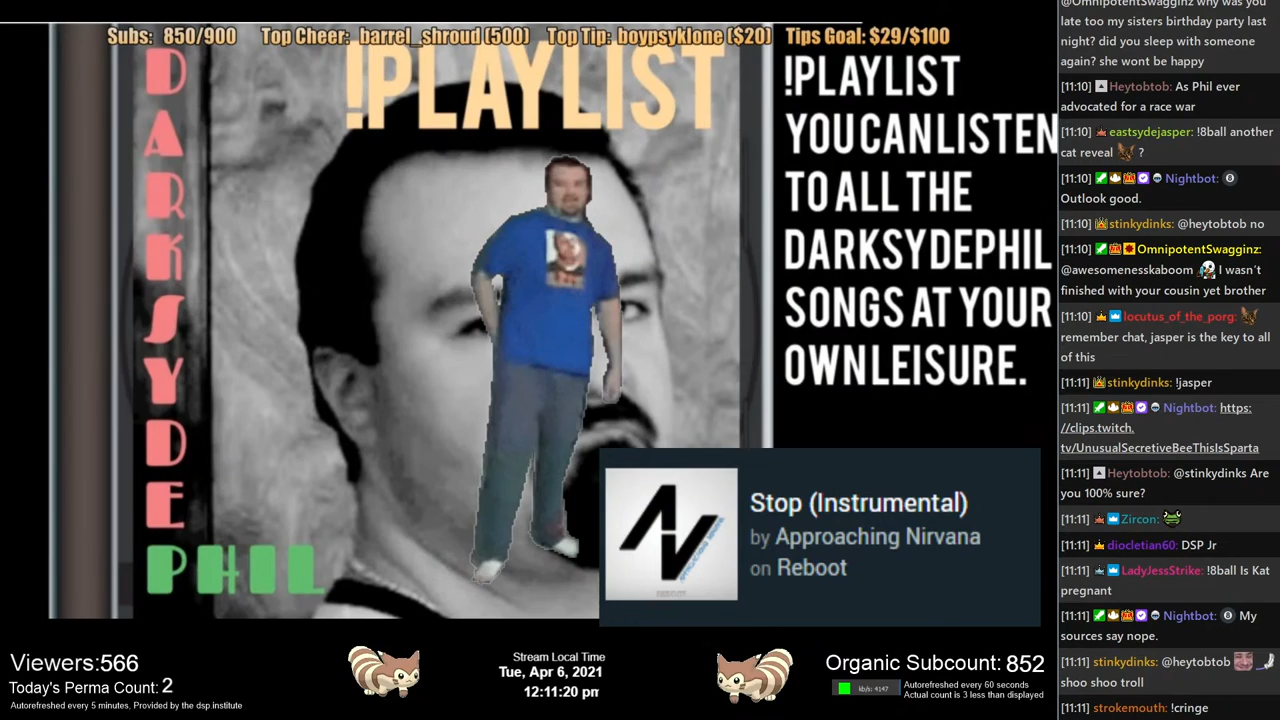 Subs: 850/900 Top Cheer: barrel_shroud (500) Top Tip: boypsyklone ($20) Tips Goal: $29/$100
!PLAYLIST
DARKSYDE
PHIL
!PLAYLIST
YOU CAN LISTEN
TO ALL THE
DARKSYDEPHIL
SONGS AT YOUR
OWN LEISURE.
Stop (Instrumental)
by Approaching Nirvana
on Reboot
AN
REBOOT
Viewers:566
Today's Perma Count: 2
Autorefreshed every 5 minutes. Provided by the dsp.institute
Stream Local Time
Tue, Apr 6, 2021
12:11:20 pm
Organic Subcount: 852
kb/s: 4147
Autorefreshed every 60 seconds
Actual count is 3 less than displayed
@OmnipotentSwagginz why was you
late too my sisters birthday party last
night? did you sleep with someone
again? she wont be happy
[11:10] Heytobtob: As Phil ever
advocated for a race war
[11:10] eastsydejasper: !8ball another
cat reveal ?
[11:10] Nightbot: 8
Outlook good.
[11:10] stinkydinks: @heytobtob no
[11:10] OmnipotentSwagginz:
@awesomenesskaboom I wasn't
finished with your cousin yet brother
[11:10] locutus_of_the_porg:
remember chat, jasper is the key to all
of this
[11:11] stinkydinks: !jasper
[11:11] Nightbot: https:
//clips.twitch.
tv/UnusualSecretiveBeeThisIsSparta
[11:11] Heytobtob: @stinkydinks Are
you 100% sure?
[11:11] Zircon:
[11:11] diocletian60: DSP Jr
[11:11] LadyJessStrike: !8ball Is Kat
pregnant
[11:11] Nightbot: 8 My
sources say nope.
[11:11] stinkydinks: @heytobtob
shoo shoo troll
[11:11] strokemouth: !cringe